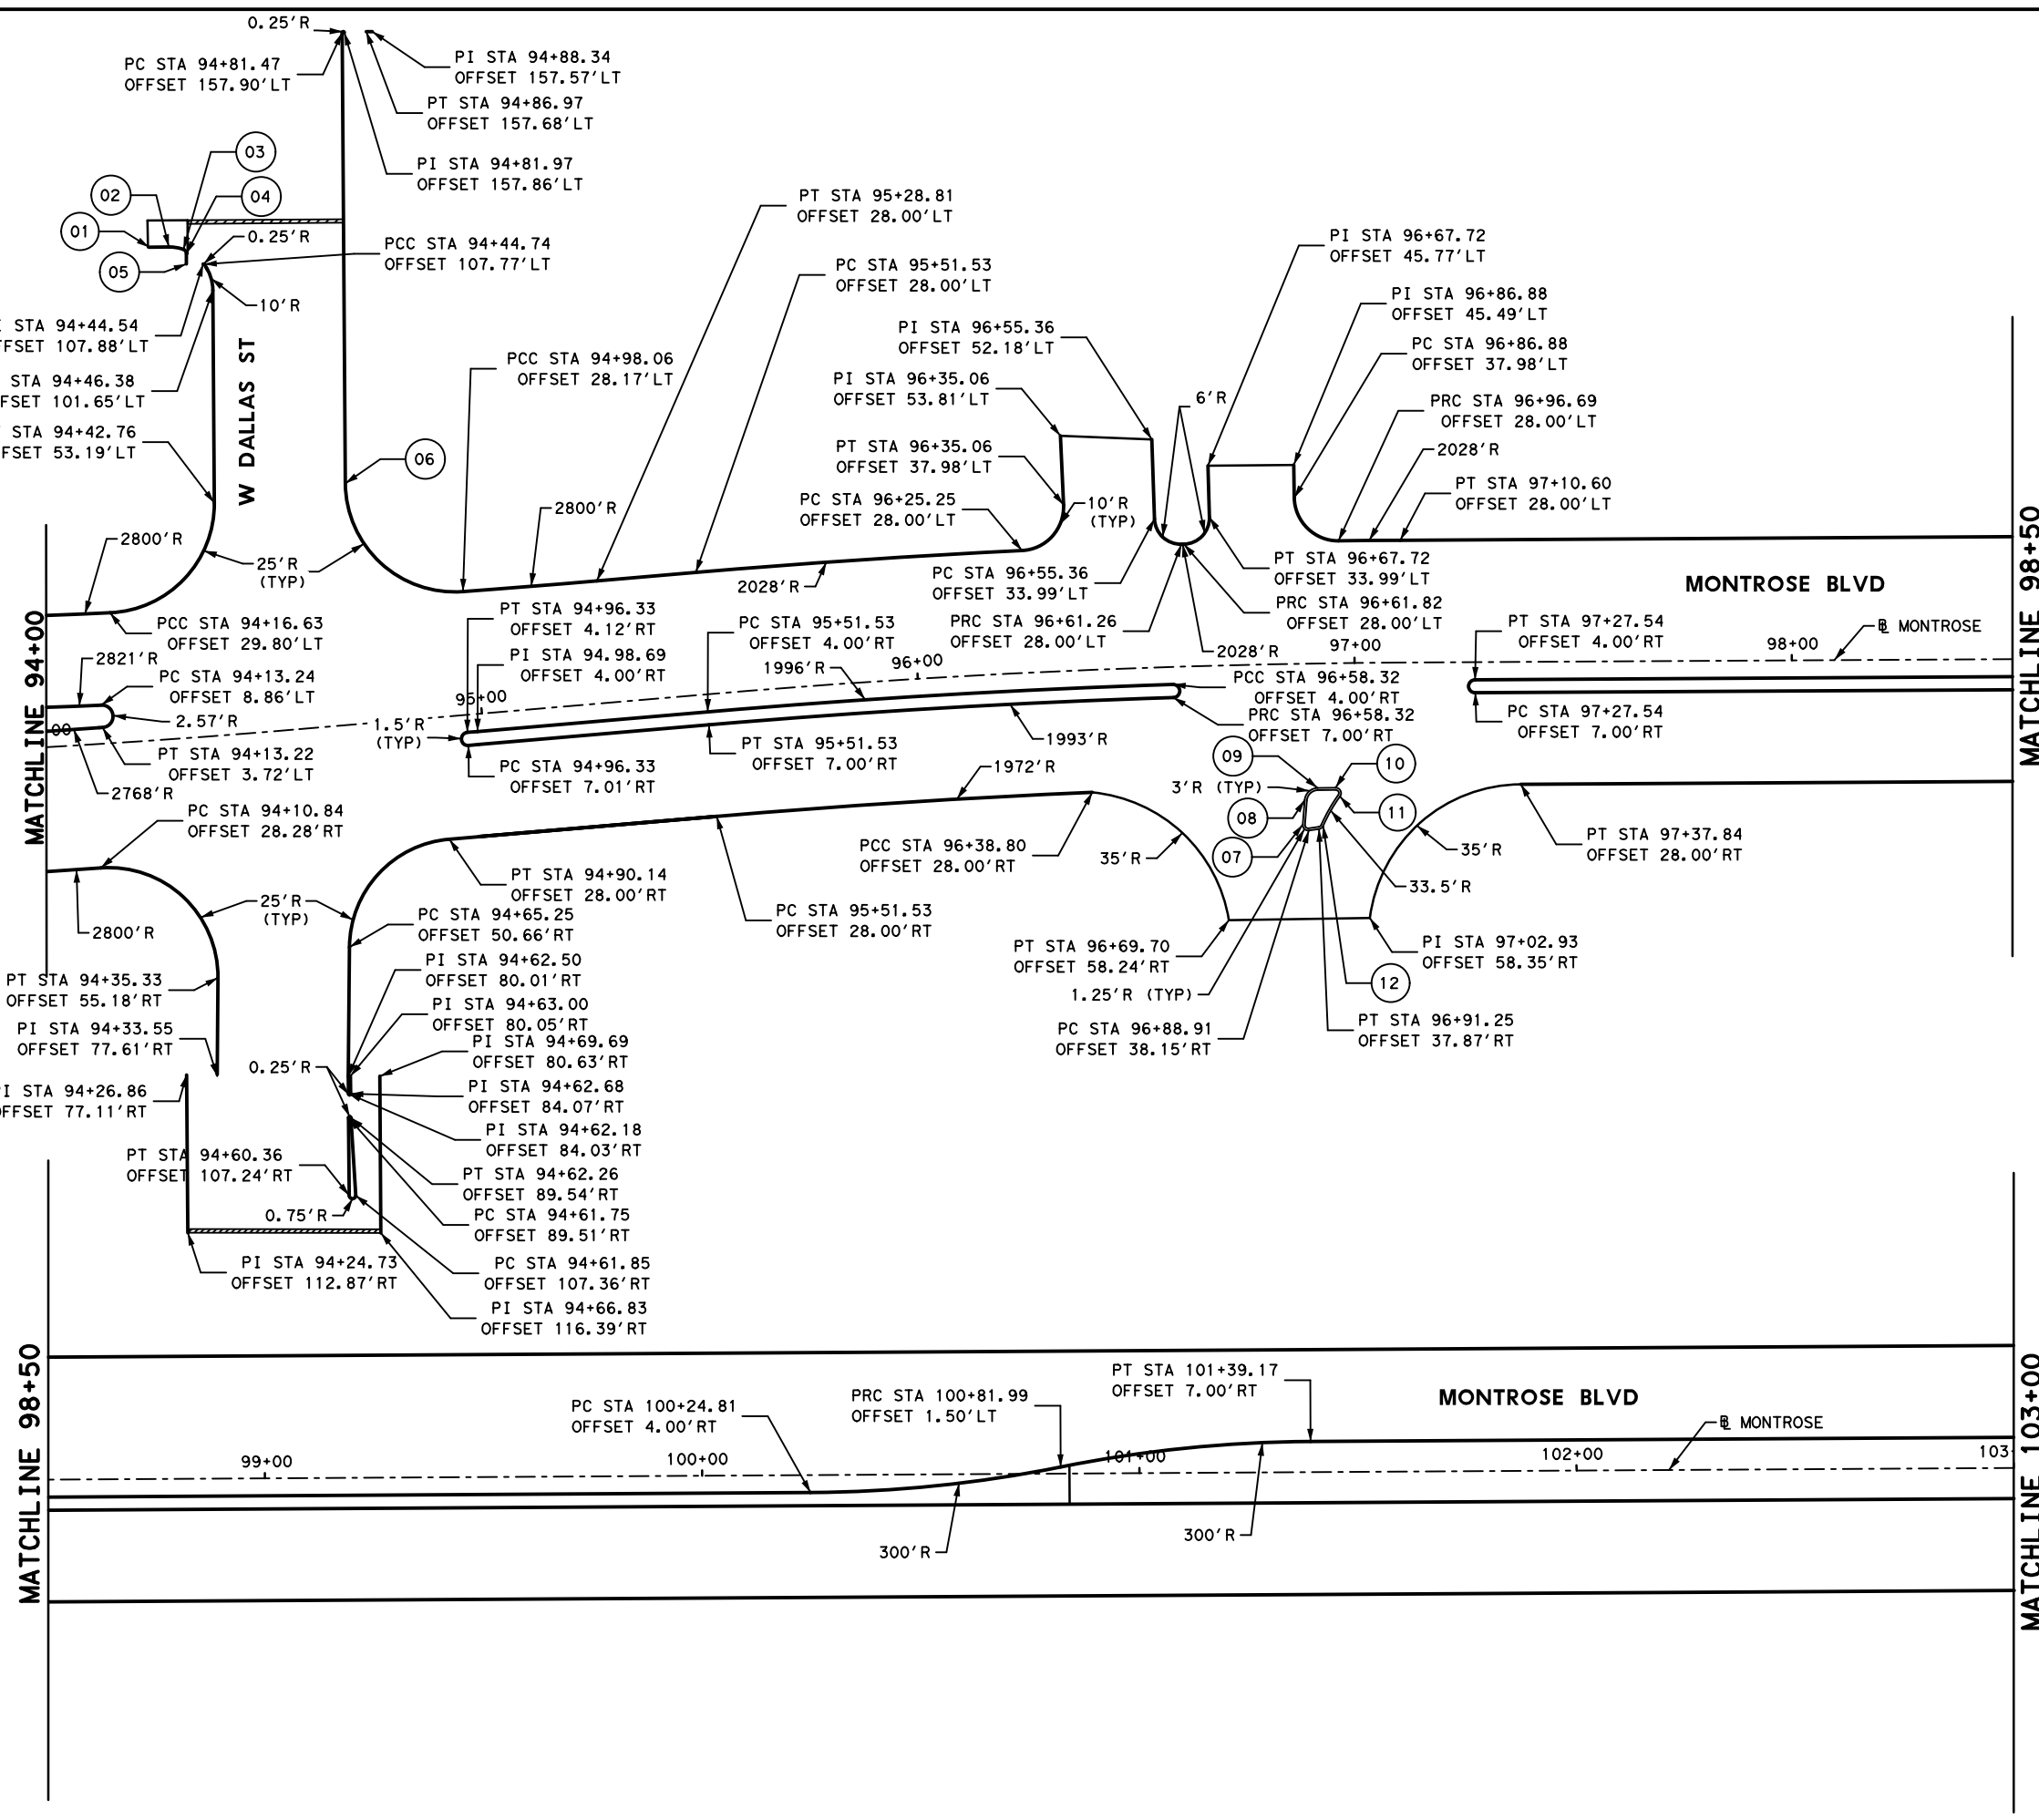 0.25'R
PC STA 94+81.47
OFFSET 157.90'LT
PI STA 94+88.34
OFFSET 157.57'LT
PT STA 94+86.97
OFFSET 157.68'LT
PI STA 94+81.97
OFFSET 157.86'LT
03
02
04
01
05
0.25'R
10'R
PCC STA 94+44.74
OFFSET 107.77'LT
STA 94+44.54
OFFSET 107.88'LT
STA 94+46.38
OFFSET 101.65'LT
STA 94+42.76
FSET 53.19'LT
W DALLAS ST
06
PCC STA 94+98.06
OFFSET 28.17'LT
PT STA 95+28.81
OFFSET 28.00'LT
PC STA 95+51.53
OFFSET 28.00'LT
PI STA 96+55.36
OFFSET 52.18'LT
PI STA 96+35.06
OFFSET 53.81'LT
PT STA 96+35.06
OFFSET 37.98'LT
PC STA 96+25.25
OFFSET 28.00'LT
10'R
(TYP)
6'R
PI STA 96+67.72
OFFSET 45.77'LT
PI STA 96+86.88
OFFSET 45.49'LT
PC STA 96+86.88
OFFSET 37.98'LT
PRC STA 96+96.69
OFFSET 28.00'LT
2028'R
PT STA 97+10.60
OFFSET 28.00'LT
2800'R
25'R
(TYP)
2800'R
2028'R
PC STA 96+55.36
OFFSET 33.99'LT
PT STA 96+67.72
OFFSET 33.99'LT
PRC STA 96+61.26
OFFSET 28.00'LT
PRC STA 96+61.82
OFFSET 28.00'LT
2028'R
MONTROSE BLVD
MATCHLINE 94+00
MATCHLINE 98+50
PCC STA 94+16.63
OFFSET 29.80'LT
2821'R
PC STA 94+13.24
OFFSET 8.86'LT
2.57'R
00
PT STA 94+13.22
OFFSET 3.72'LT
2768'R
PT STA 94+96.33
OFFSET 4.12'RT
PI STA 94.98.69
OFFSET 4.00'RT
95+00
1.5'R
(TYP)
PC STA 94+96.33
OFFSET 7.01'RT
PC STA 95+51.53
OFFSET 4.00'RT
1996'R
96+00
PT STA 95+51.53
OFFSET 7.00'RT
1993'R
1972'R
PCC STA 96+58.32
OFFSET 4.00'RT
PRC STA 96+58.32
OFFSET 7.00'RT
97+00
PT STA 97+27.54
OFFSET 4.00'RT
98+00
℄ MONTROSE
PC STA 97+27.54
OFFSET 7.00'RT
09
10
3'R (TYP)
08
11
07
12
PC STA 94+10.84
OFFSET 28.28'RT
2800'R
25'R
(TYP)
PT STA 94+90.14
OFFSET 28.00'RT
PC STA 95+51.53
OFFSET 28.00'RT
PCC STA 96+38.80
OFFSET 28.00'RT
35'R
35'R
33.5'R
PT STA 97+37.84
OFFSET 28.00'RT
PT STA 96+69.70
OFFSET 58.24'RT
1.25'R (TYP)
PC STA 96+88.91
OFFSET 38.15'RT
PT STA 96+91.25
OFFSET 37.87'RT
PI STA 97+02.93
OFFSET 58.35'RT
PC STA 94+65.25
OFFSET 50.66'RT
PI STA 94+62.50
OFFSET 80.01'RT
PI STA 94+63.00
OFFSET 80.05'RT
PI STA 94+69.69
OFFSET 80.63'RT
PI STA 94+62.68
OFFSET 84.07'RT
PI STA 94+62.18
OFFSET 84.03'RT
PT STA 94+62.26
OFFSET 89.54'RT
PC STA 94+61.75
OFFSET 89.51'RT
PC STA 94+61.85
OFFSET 107.36'RT
PI STA 94+66.83
OFFSET 116.39'RT
PT STA 94+35.33
OFFSET 55.18'RT
PI STA 94+33.55
OFFSET 77.61'RT
0.25'R
PI STA 94+26.86
OFFSET 77.11'RT
PT STA 94+60.36
OFFSET 107.24'RT
0.75'R
PI STA 94+24.73
OFFSET 112.87'RT
MATCHLINE 98+50
99+00
PC STA 100+24.81
OFFSET 4.00'RT
100+00
PRC STA 100+81.99
OFFSET 1.50'LT
101+00
PT STA 101+39.17
OFFSET 7.00'RT
MONTROSE BLVD
℄ MONTROSE
102+00
103
300'R
300'R
MATCHLINE 103+00